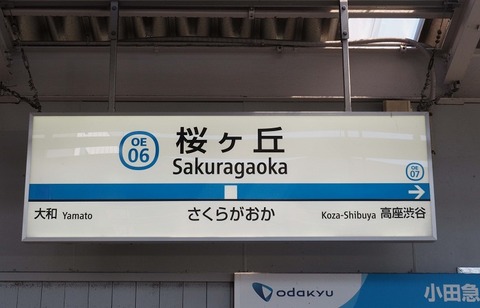 OE
06
桜ヶ丘
Sakuragaoka
OE
07
大和 Yamato
さくらがおか
Koza-Shibuya 高座渋谷
odakyu
小田急